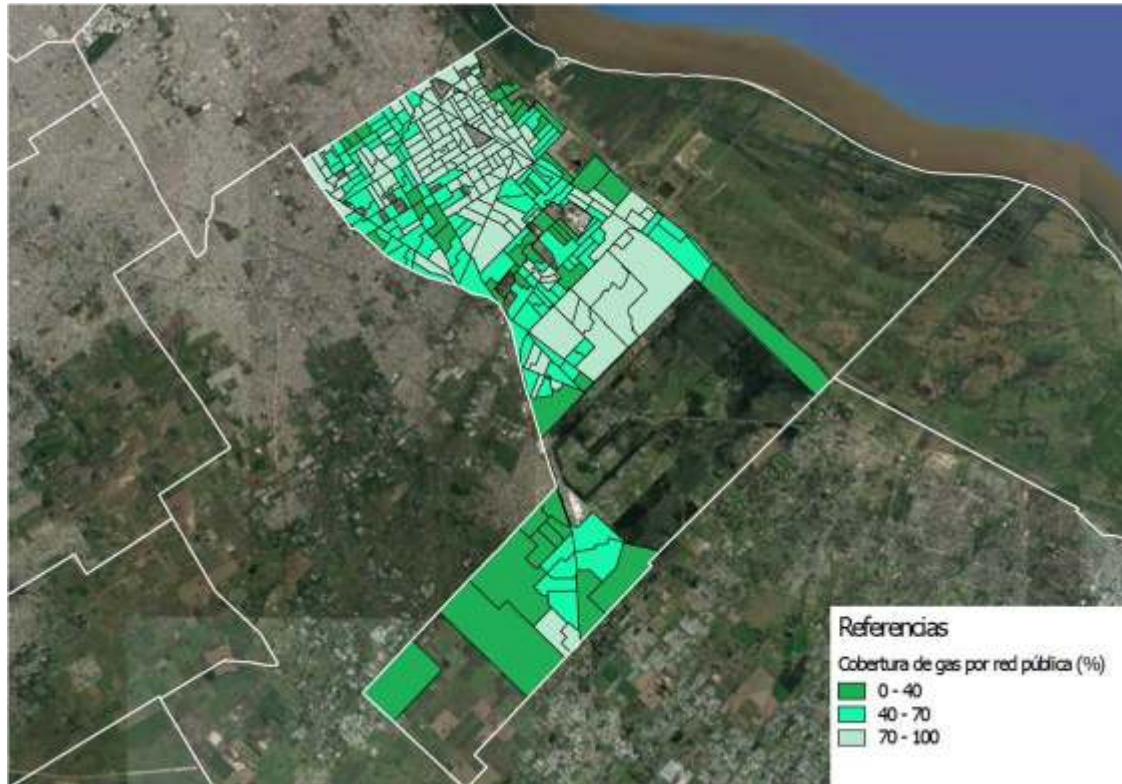 Referencias
Cobertura de gas por red pública (%)
0 - 40
40 - 70
70 - 100